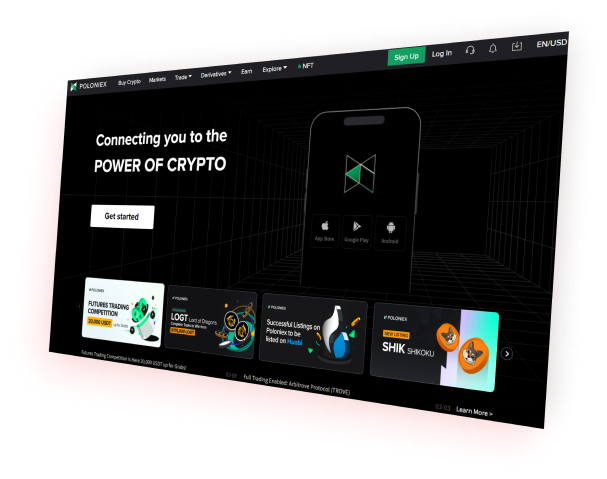 POLONIEX
Buy Crypto
Markets
Trade
Derivatives
Earn
Explore
NFT
Sign Up
Log In
EN/USD
Connecting you to the
POWER OF CRYPTO
Get started
App Store
Google Play
Android
POLONIEX
FUTURES TRADING
COMPETITION
20,000 USDT
up for Grabs!
POLONIEX
LOGT Lord of Dragons
POLONIEX
Successful Listings on
Poloniex to be
listed on Huobi
POLONIEX
NEW LISTING
SHIK SHIKOKU
Futures Trading Competition is Here: 20,000 USDT up for Grabs!
Full Trading Enabled: Arbitrove Protocol (TROVE)
03-03
Learn More >